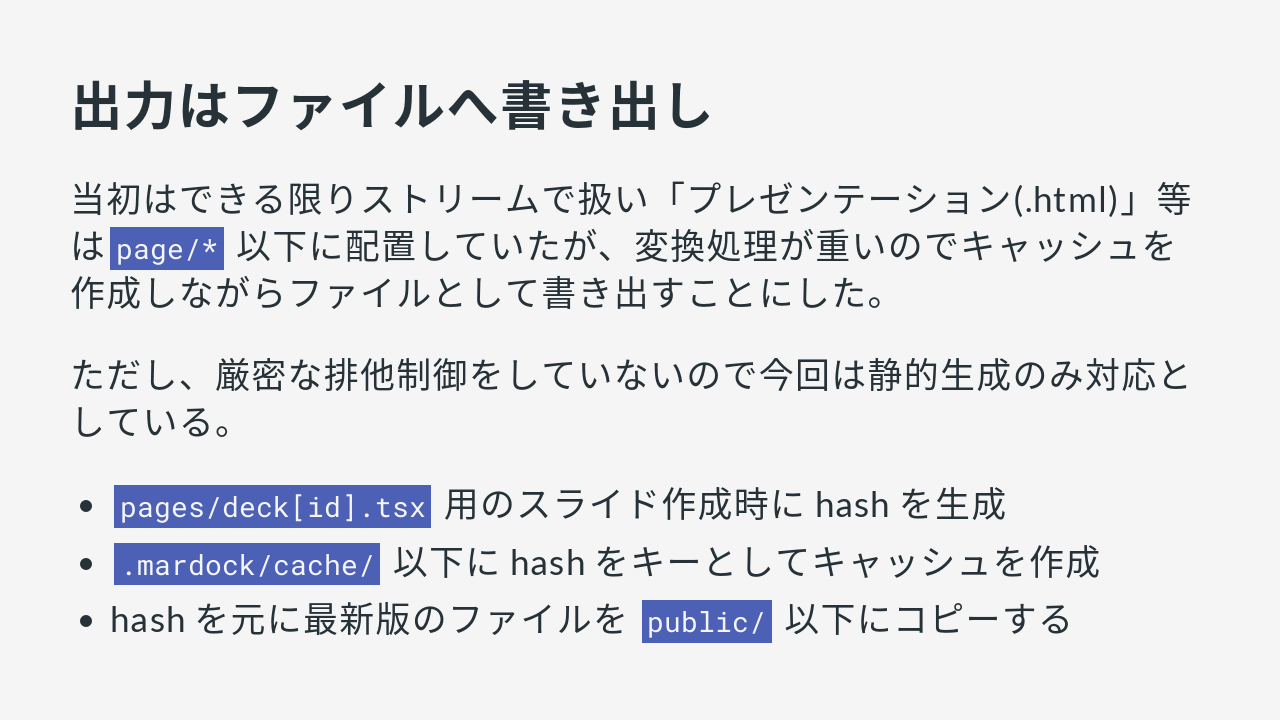 出力はファイルへ書き出し
当初はできる限りストリームで扱い「プレゼンテーション(.html)」等
は page/* 以下に配置していたが、変換処理が重いのでキャッシュを
作成しながらファイルとして書き出すことにした。
ただし、厳密な排他制御をしていないので今回は静的生成のみ対応と
している。
• pages/deck[id].tsx 用のスライド作成時に hash を生成
• .mardock/cache/ 以下に hash をキーとしてキャッシュを作成
• hash を元に最新版のファイルを public/ 以下にコピーする